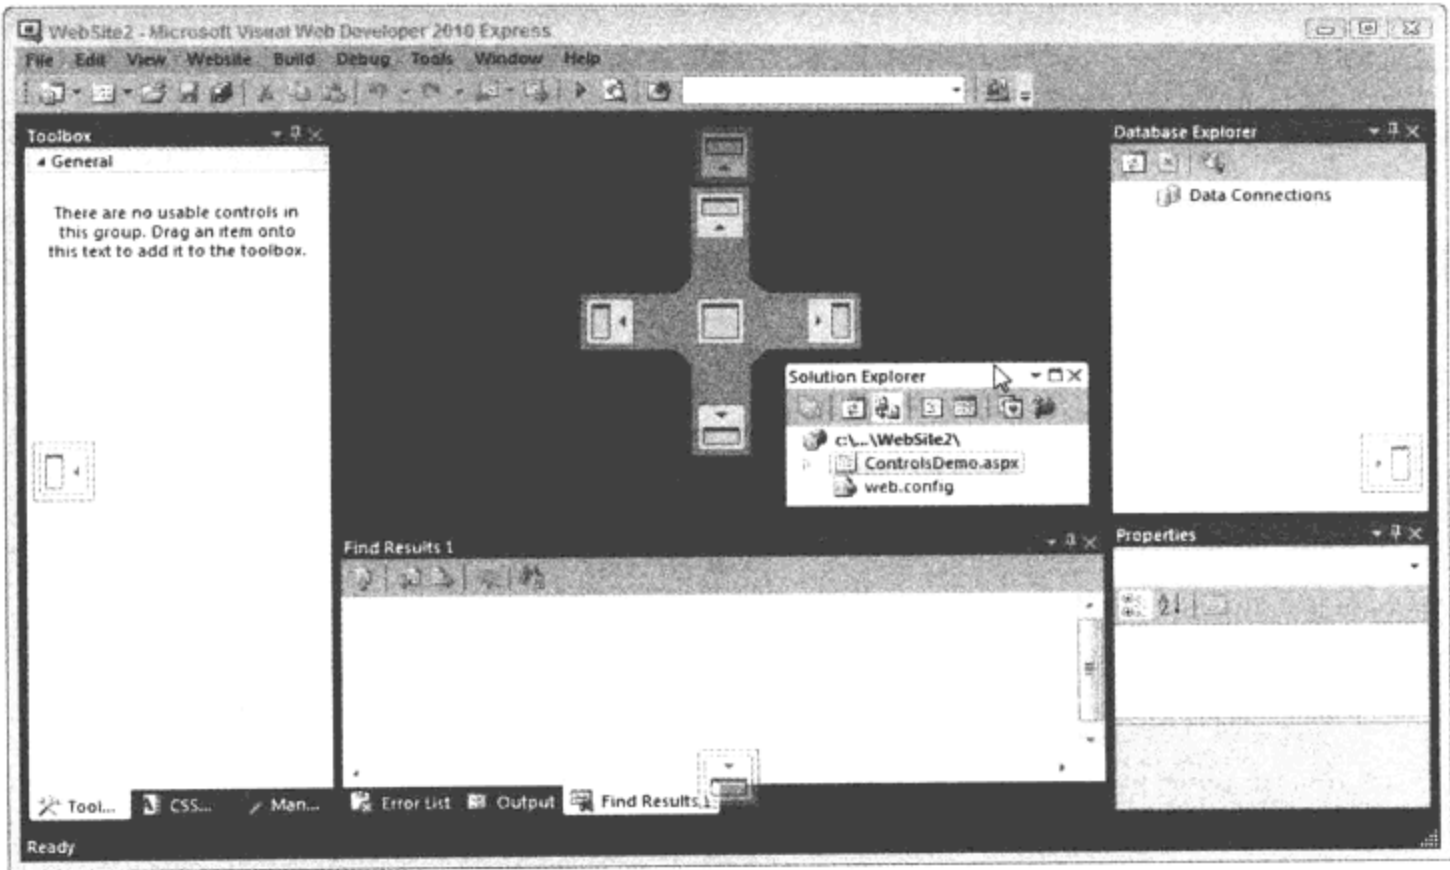 WebSite2 - Microsoft Visual Web Developer 2010 Express
File Edit View Website Build Debug Tools Window Help
Toolbox
General
There are no usable controls in
this group. Drag an item onto
this text to add it to the toolbox.
Database Explorer
Data Connections
Solution Explorer
c:\...\WebSite2\
ControlsDemo.aspx
web.config
Find Results 1
Properties
Tool... CSS... Man...
Error List Output Find Results 1
Ready